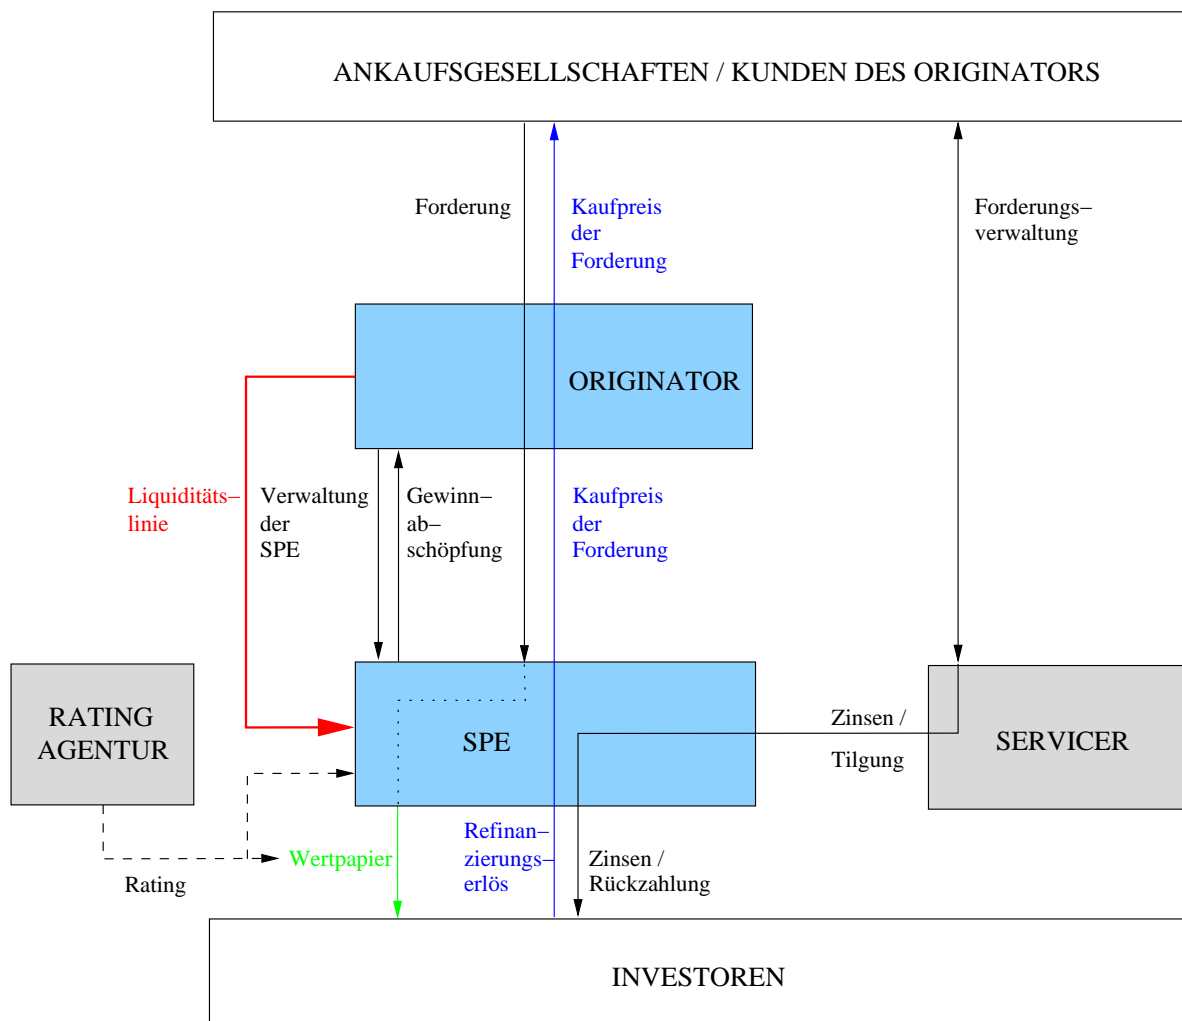 ANKAUFSGESELLSCHAFTEN / KUNDEN DES ORIGINATORS
Forderung
Kaufpreis
der
Forderung
Forderungs–
verwaltung
ORIGINATOR
Liquiditäts–
linie
Verwaltung
der
SPE
Gewinn–
ab–
schöpfung
Kaufpreis
der
Forderung
RATING
AGENTUR
SPE
Zinsen /
Tilgung
SERVICER
Rating
Wertpapier
Refinan–
zierungs–
erlös
Zinsen /
Rückzahlung
INVESTOREN